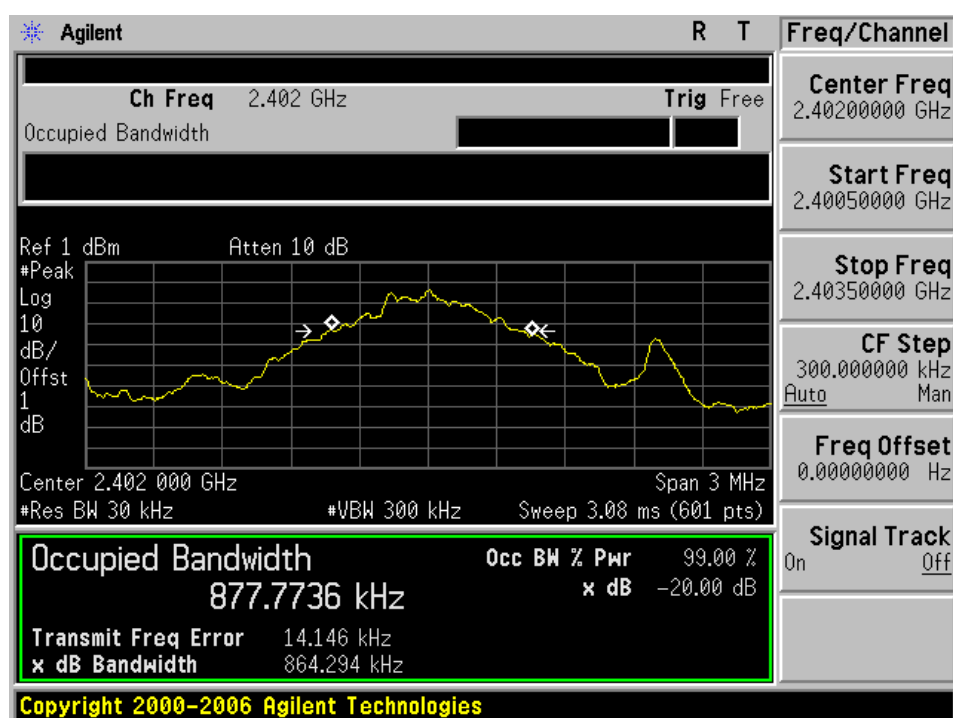 Agilent R T
Freq/Channel
Ch Freq 2.402 GHz Trig Free
Occupied Bandwidth
Center Freq
2.40200000 GHz
Start Freq
2.40050000 GHz
Stop Freq
2.40350000 GHz
CF Step
300.000000 kHz
Auto Man
Freq Offset
0.00000000 Hz
Signal Track
On Off
Ref 1 dBm Atten 10 dB
#Peak
Log
10
dB/
Offst
1
dB
Center 2.402 000 GHz Span 3 MHz
#Res BW 30 kHz #VBW 300 kHz Sweep 3.08 ms (601 pts)
Occupied Bandwidth Occ BW % Pwr 99.00 %
877.7736 kHz x dB -20.00 dB
Transmit Freq Error 14.146 kHz
x dB Bandwidth 864.294 kHz
Copyright 2000-2006 Agilent Technologies